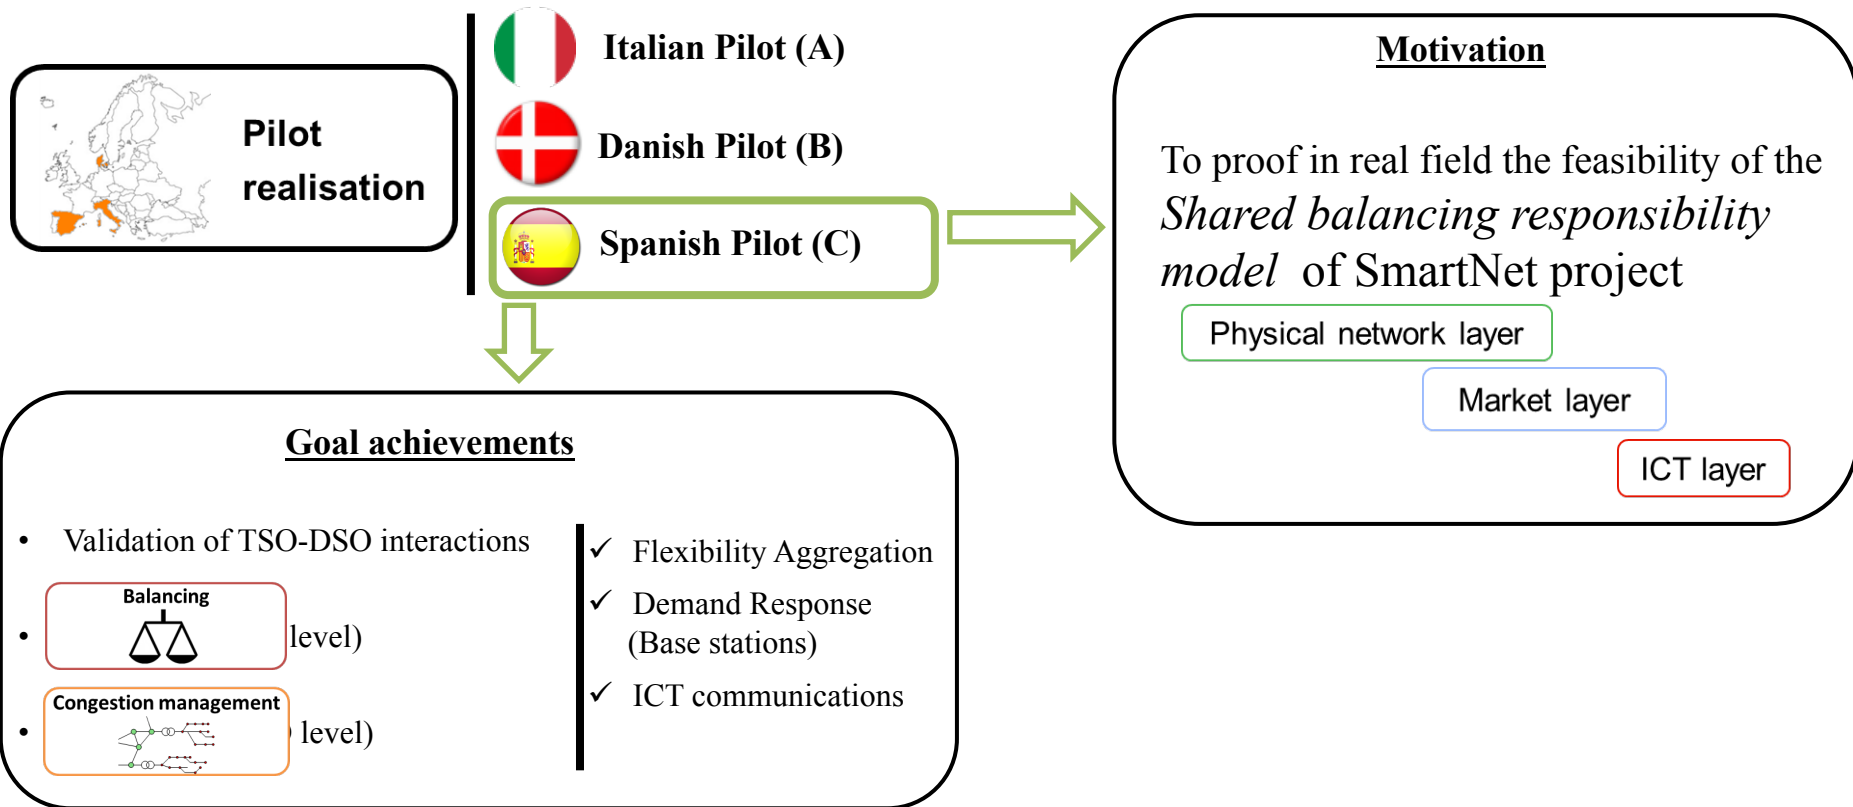 Pilot
realisation
Italian Pilot (A)
Danish Pilot (B)
Spanish Pilot (C)
Motivation
To proof in real field the feasibility of the
Shared balancing responsibility
model of SmartNet project
Physical network layer
Market layer
ICT layer
Goal achievements
• Validation of TSO-DSO interactions
Balancing
• level)
Congestion management
• level)
✓ Flexibility Aggregation
✓ Demand Response
(Base stations)
✓ ICT communications